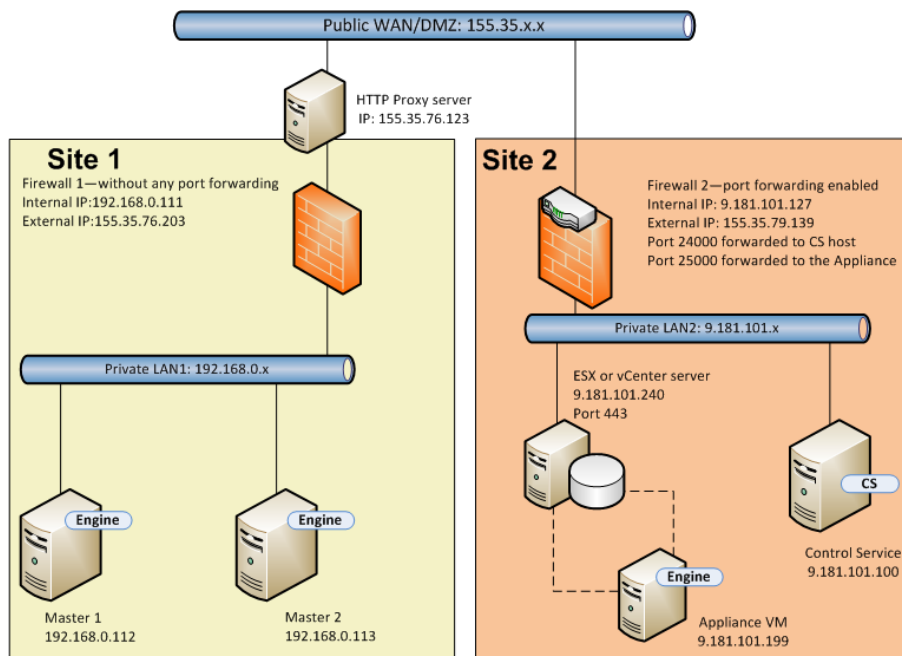 Public WAN/DMZ: 155.35.x.x
HTTP Proxy server
IP: 155.35.76.123
Site 1
Firewall 1—without any port forwarding
Internal IP:192.168.0.111
External IP:155.35.76.203
Private LAN1: 192.168.0.x
Engine
Engine
Master 1
192.168.0.112
Master 2
192.168.0.113
Site 2
Firewall 2—port forwarding enabled
Internal IP: 9.181.101.127
External IP: 155.35.79.139
Port 24000 forwarded to CS host
Port 25000 forwarded to the Appliance
Private LAN2: 9.181.101.x
ESX or vCenter server
9.181.101.240
Port 443
CS
Control Service
9.181.101.100
Engine
Appliance VM
9.181.101.199